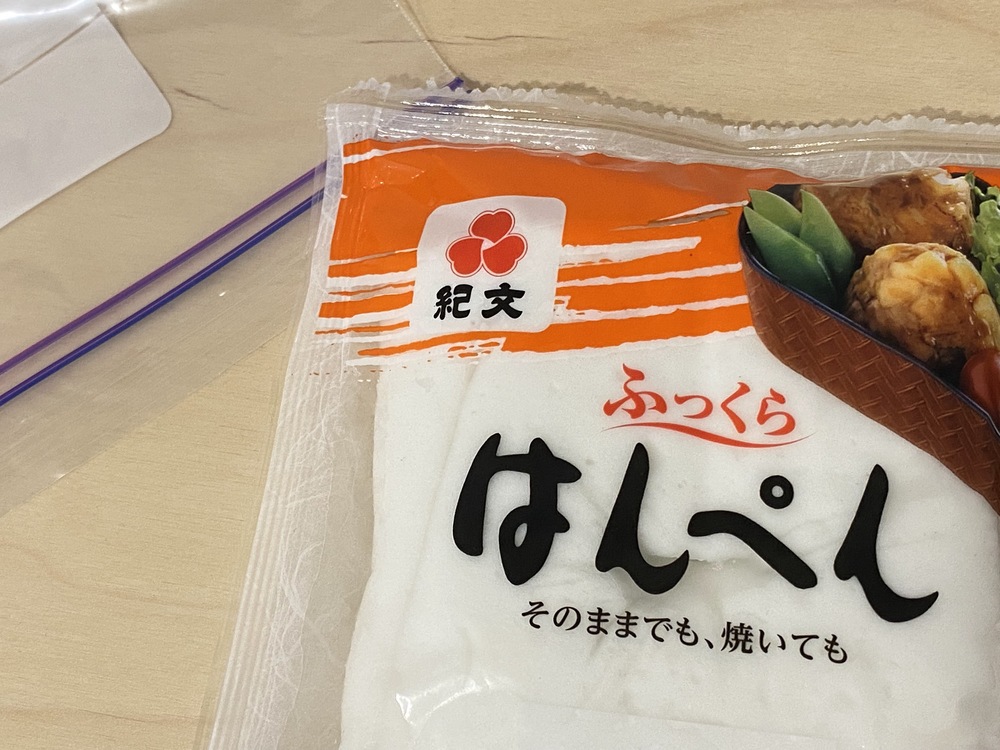 紀文
ふっくら
はんぺん
そのままでも、焼いても